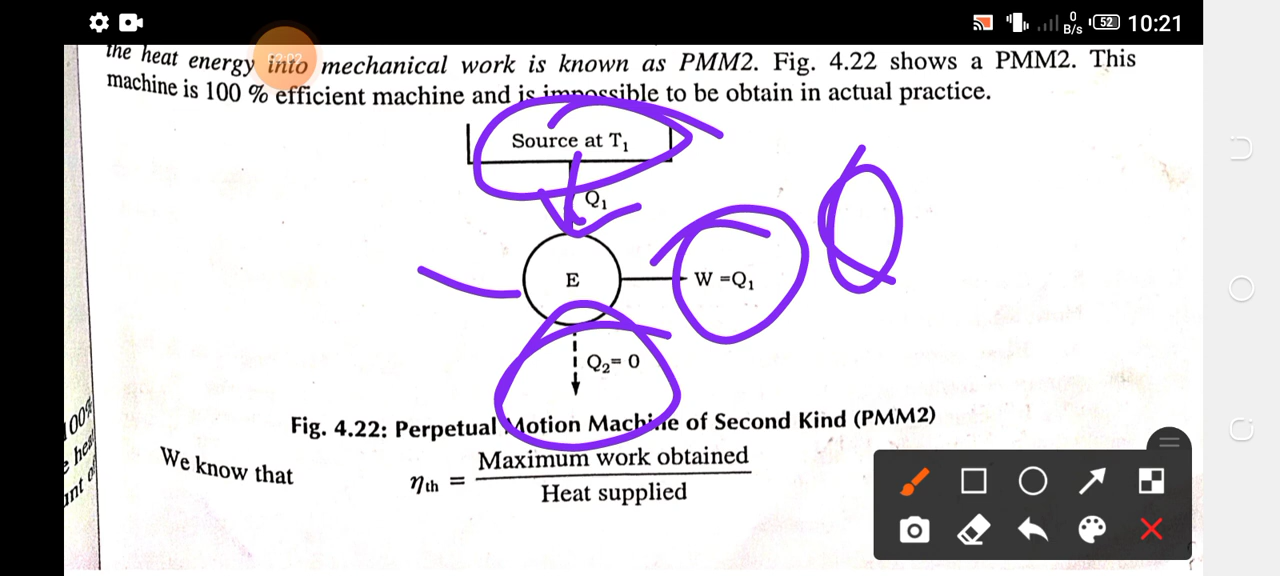 0
B/s
52
10:21
the heat energy into mechanical work is known as PMM2. Fig. 4.22 shows a PMM2. This
machine is 100 % efficient machine and is impossible to be obtain in actual practice.
Source at T₁
Q₁
E
W =Q₁
Q₂= 0
Fig. 4.22: Perpetual Motion Machine of Second Kind (PMM2)
We know that
ηth = Maximum work obtained
Heat supplied